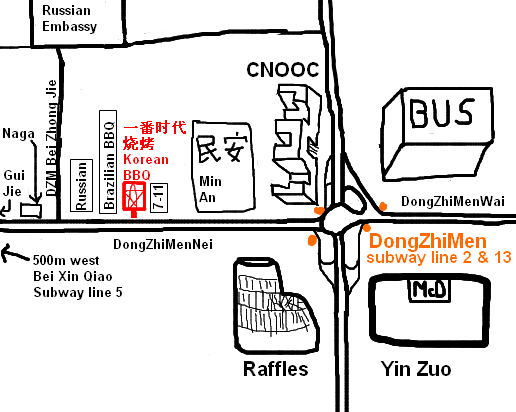 Russian
Embassy
CNOOC
BUS
DZM Bei Zhong Jie
Naga
Gui
Jie
Russian
Brazilian BBQ
一番时代
烧烤
Korean
BBQ
7-11
民安
Min
An
DongZhiMenWai
DongZhiMenNei
DongZhiMen
subway line 2 & 13
500m west
Bei Xin Qiao
Subway line 5
McD
Raffles
Yin Zuo